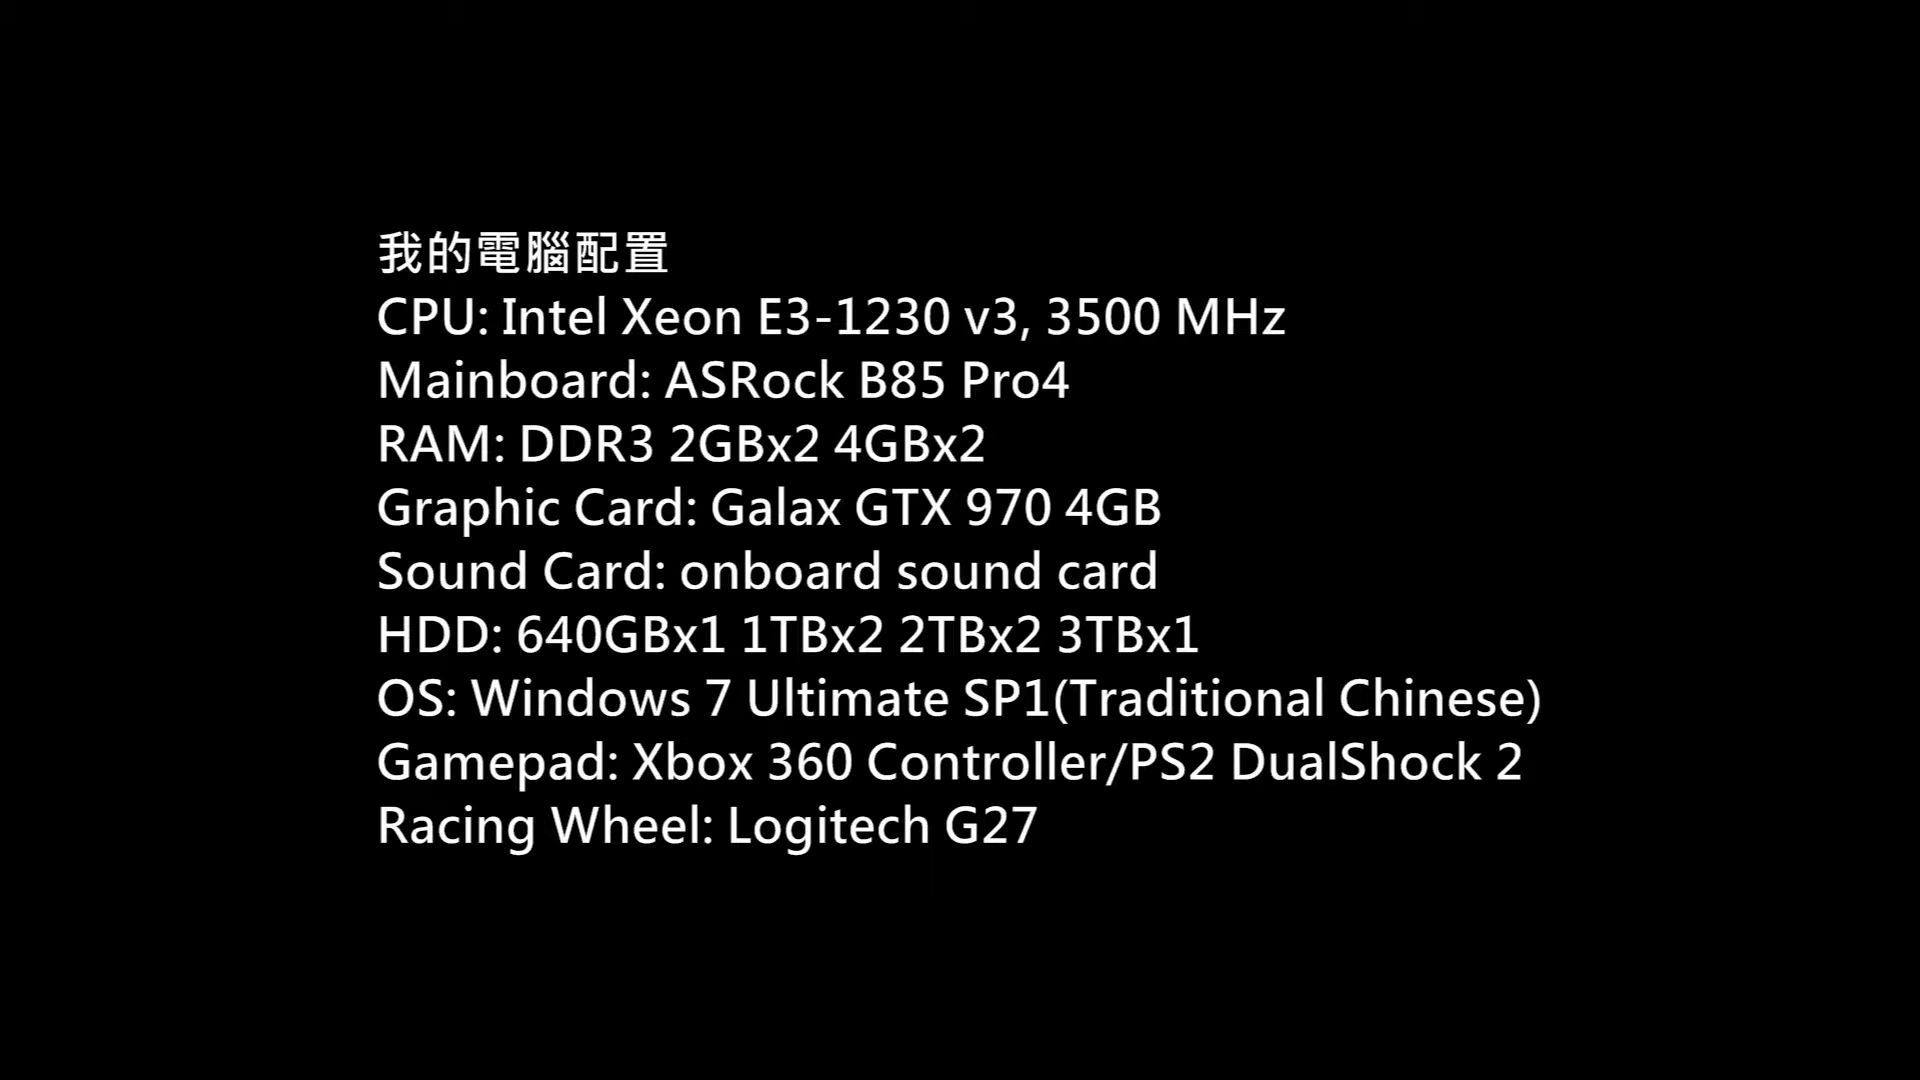 我的電腦配置
CPU: Intel Xeon E3-1230 v3, 3500 MHz
Mainboard: ASRock B85 Pro4
RAM: DDR3 2GBx2 4GBx2
Graphic Card: Galax GTX 970 4GB
Sound Card: onboard sound card
HDD: 640GBx1 1TBx2 2TBx2 3TBx1
OS: Windows 7 Ultimate SP1(Traditional Chinese)
Gamepad: Xbox 360 Controller/PS2 DualShock 2
Racing Wheel: Logitech G27